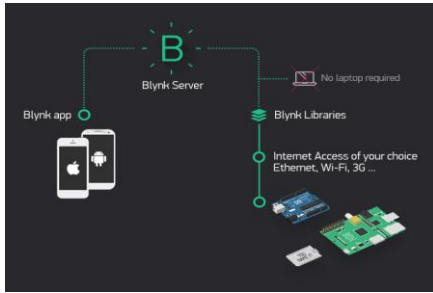 B
Blynk Server
No laptop required
Blynk app
Blynk Libraries
Internet Access of your choice
Ethernet, Wi-Fi, 3G ...